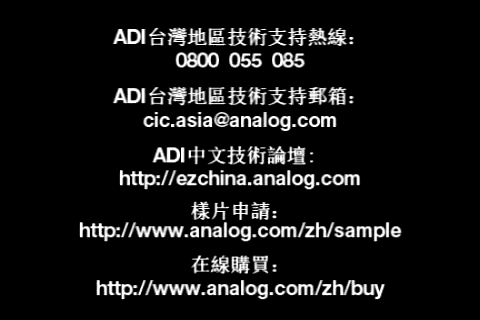 ADI台灣地區技術支持熱線：
0800 055 085
ADI台灣地區技術支持郵箱：
cic.asia@analog.com
ADI中文技術論壇:
http://ezchina.analog.com
樣片申請：
http://www.analog.com/zh/sample
在線購買：
http://www.analog.com/zh/buy